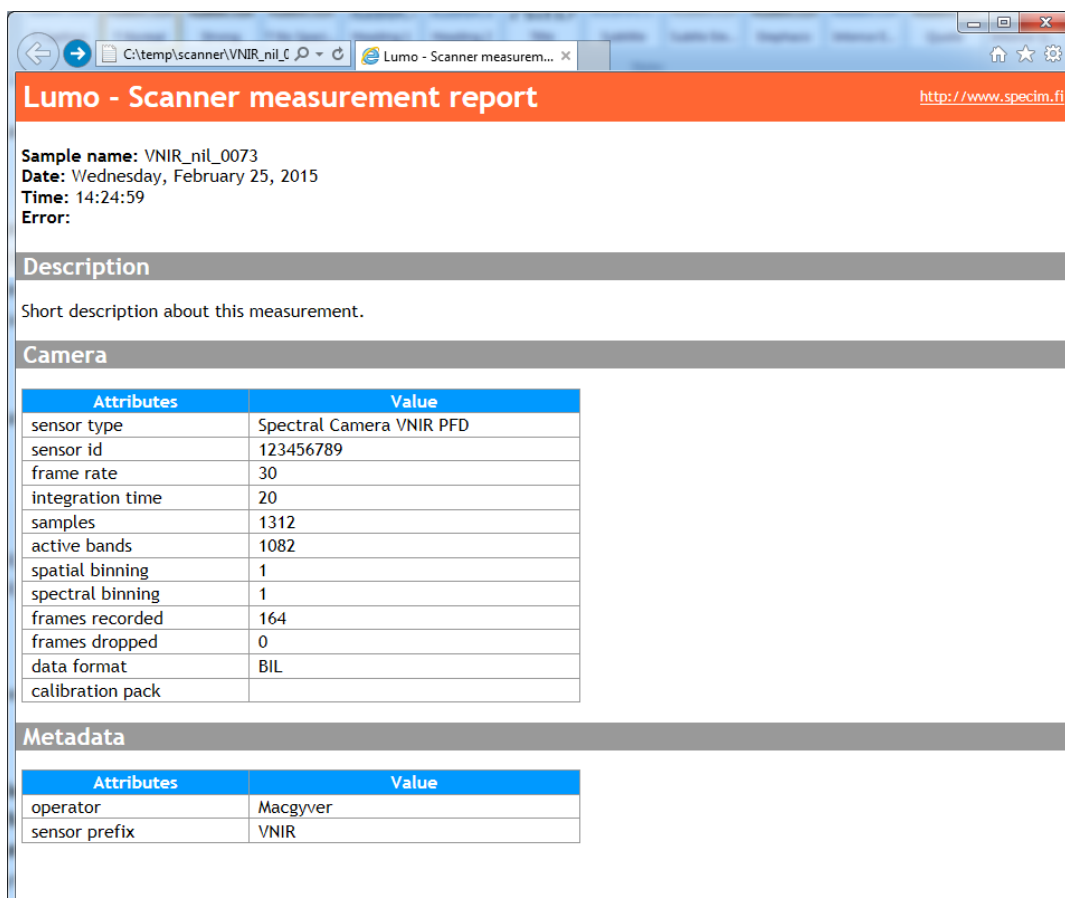 C:\temp\scanner\VNIR_nil_0
Lumo - Scanner measurem...
Lumo - Scanner measurement report
http://www.specim.fi
Sample name: VNIR_nil_0073
Date: Wednesday, February 25, 2015
Time: 14:24:59
Error:
Description
Short description about this measurement.
Camera
Attributes Value
sensor type Spectral Camera VNIR PFD
sensor id 123456789
frame rate 30
integration time 20
samples 1312
active bands 1082
spatial binning 1
spectral binning 1
frames recorded 164
frames dropped 0
data format BIL
calibration pack
Metadata
Attributes Value
operator Macgyver
sensor prefix VNIR